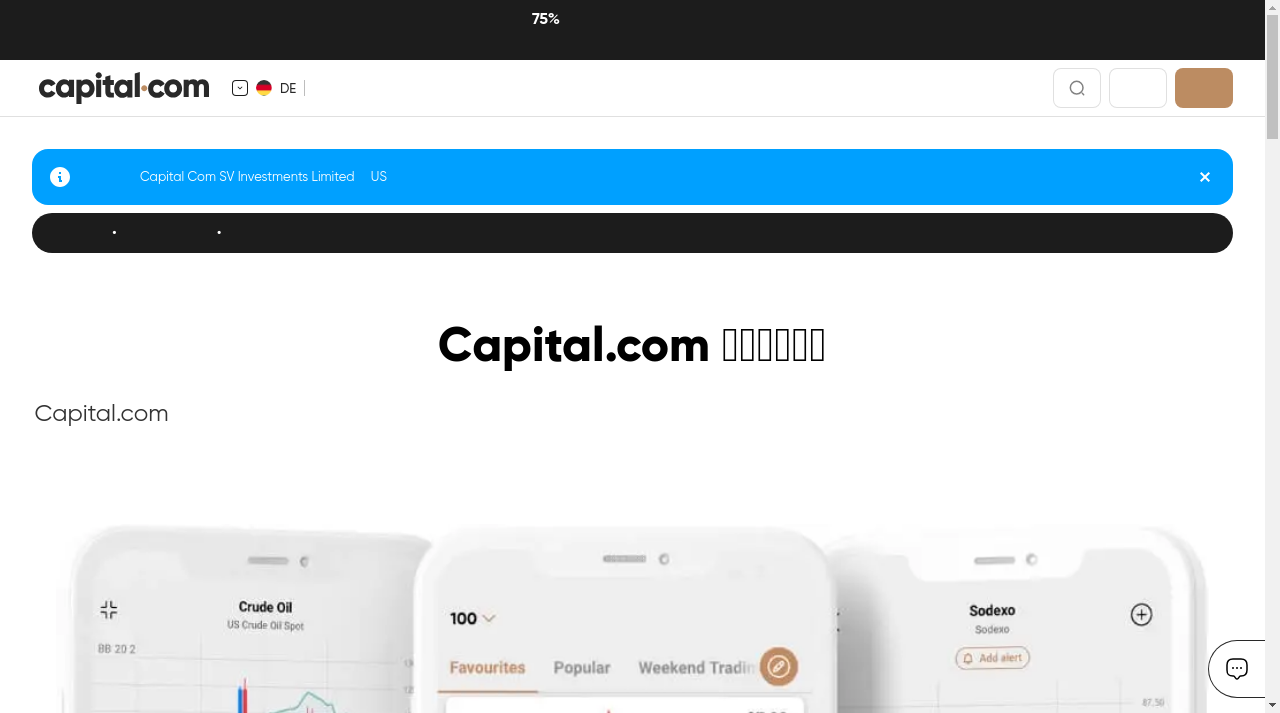 75%
capital.com
DE
Capital Com SV Investments Limited US
Capital.com
Capital.com
Crude Oil
US Crude Oil Spot
BB 20 2
100
Favourites Popular Weekend Tradin
Sodexo
Sodexo
Add alert
87.50